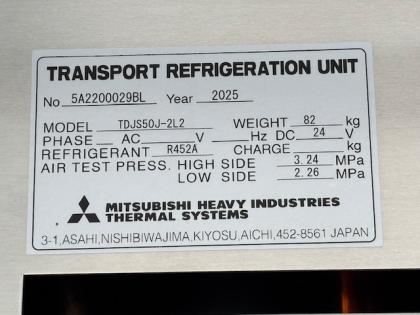 TRANSPORT REFRIGERATION UNIT
No 5A2200029BL Year 2025
MODEL TDJS50J-2L2 WEIGHT 82 kg
PHASE AC V Hz DC 24 V
REFRIGERANT R452A CHARGE kg
AIR TEST PRESS. HIGH SIDE 3.24 MPa
LOW SIDE 2.26 MPa
MITSUBISHI HEAVY INDUSTRIES
THERMAL SYSTEMS
3-1,ASAHI,NISHIBIWAJIMA,KIYOSU,AICHI,452-8561 JAPAN